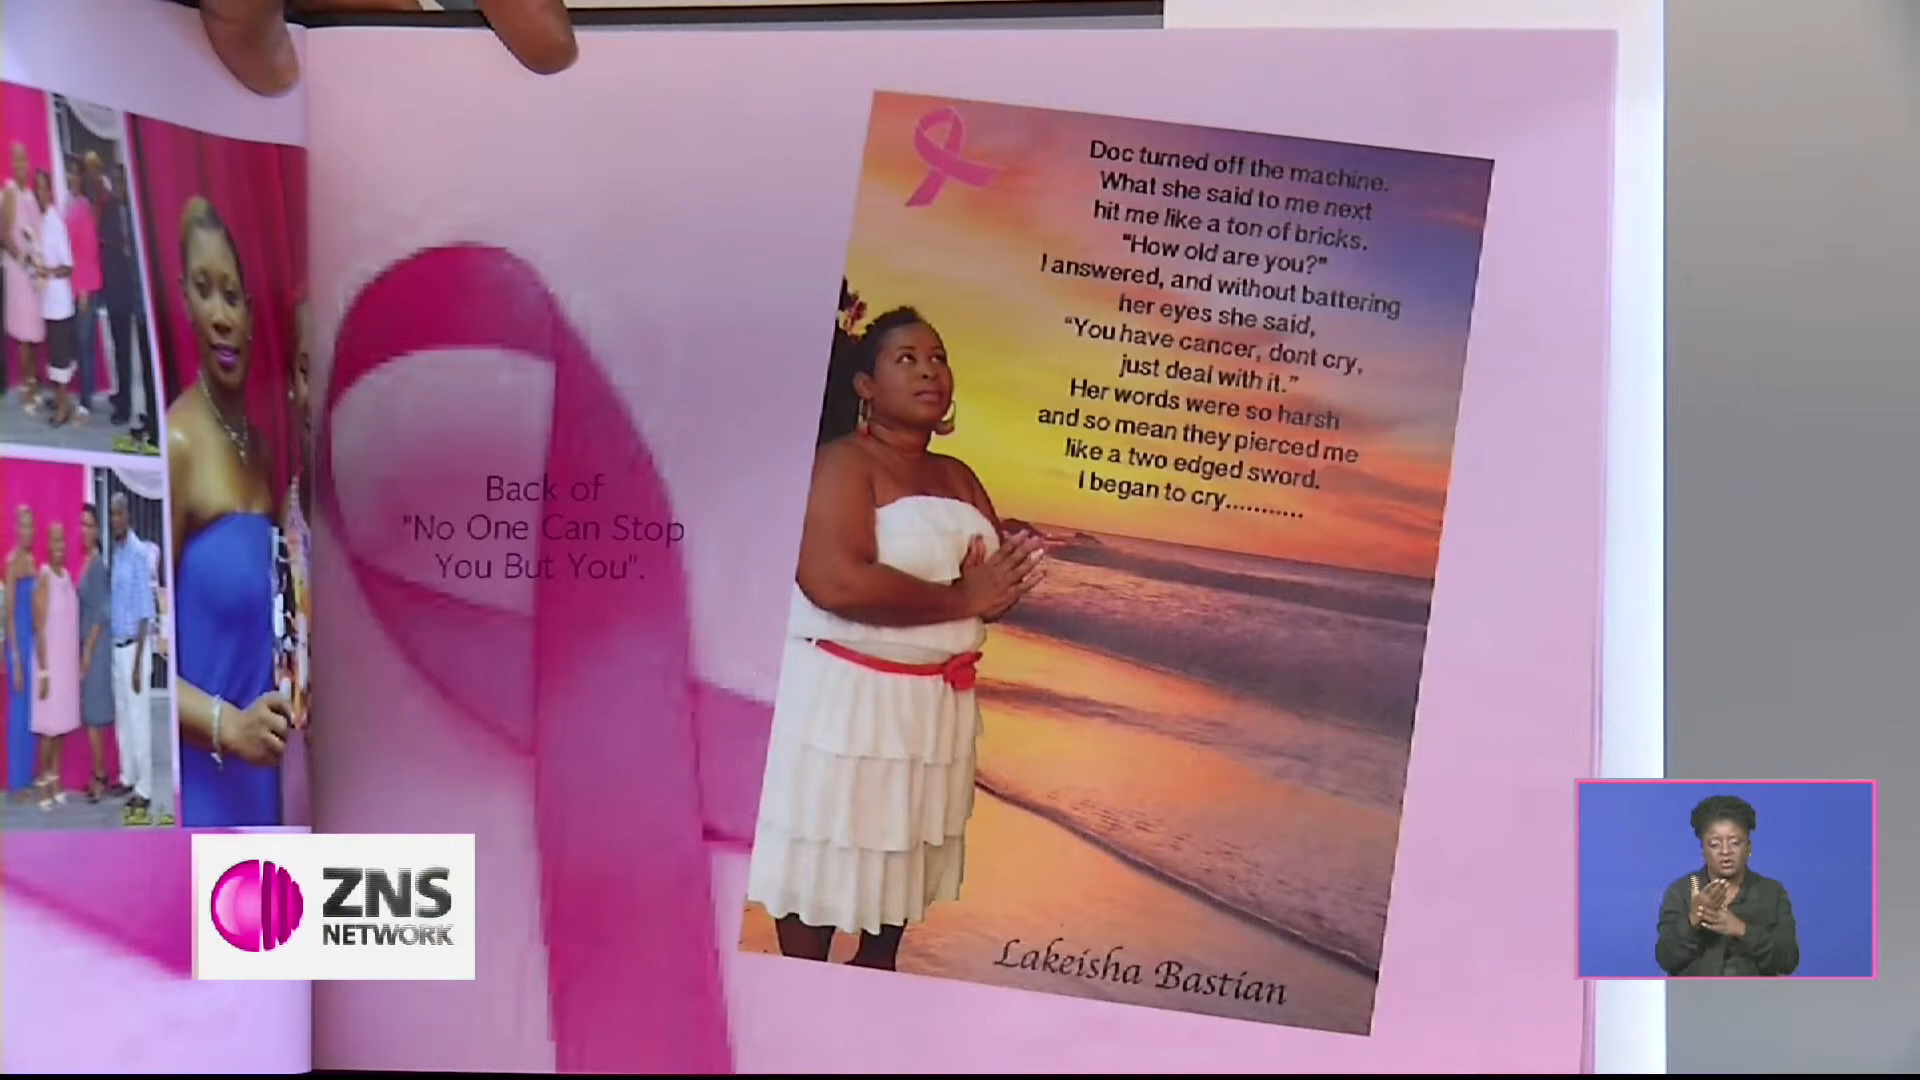 Back of
"No One Can Stop
You But You".
Doc turned off the machine.
What she said to me next
hit me like a ton of bricks.
"How old are you?"
I answered, and without battering
her eyes she said,
"You have cancer, dont cry,
just deal with it."
Her words were so harsh
and so mean they pierced me
like a two edged sword.
I began to cry...........
Lakeisha Bastian
ZNS
NETWORK